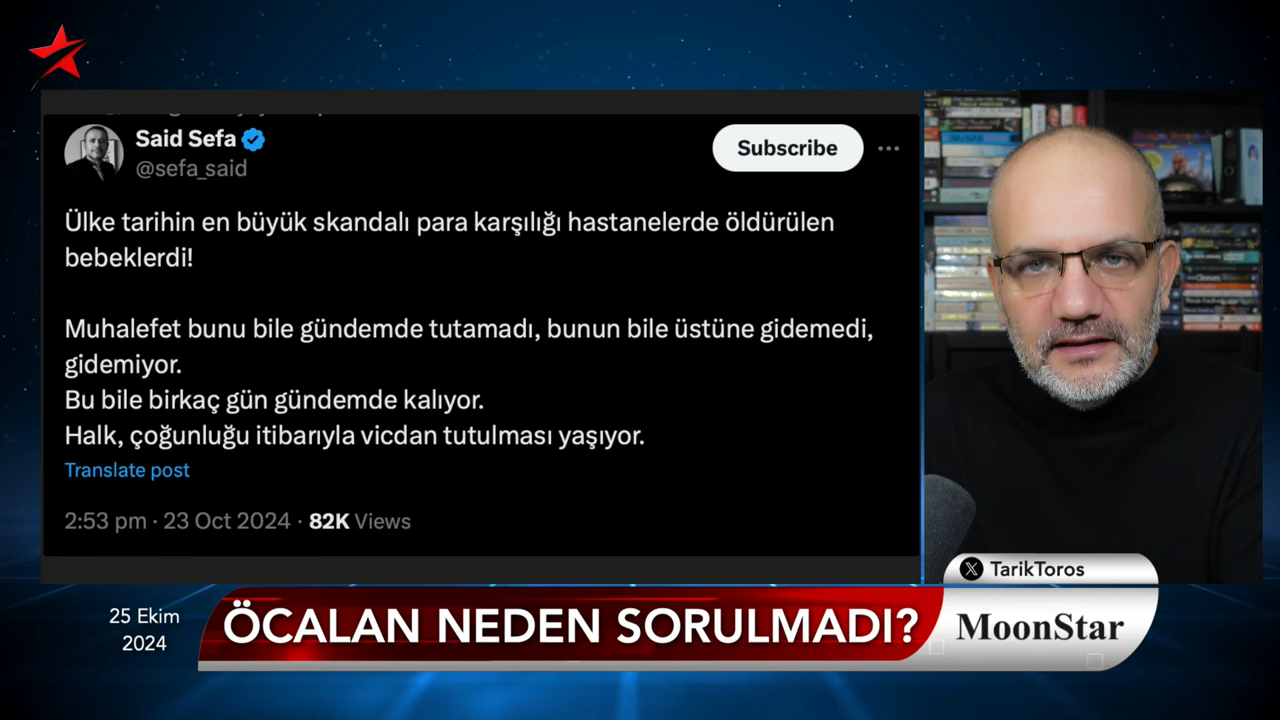 Said Sefa
@sefa_said
Subscribe
Ülke tarihin en büyük skandalı para karşılığı hastanelerde öldürülen
bebeklerdi!
Muhalefet bunu bile gündemde tutamadı, bunun bile üstüne gidemedi,
gidemiyor.
Bu bile birkaç gün gündemde kalıyor.
Halk, çoğunluğu itibarıyla vicdan tutulması yaşıyor.
Translate post
2:53 pm · 23 Oct 2024 · 82K Views
X TarikToros
25 Ekim
2024
ÖCALAN NEDEN SORULMADI?
MoonStar